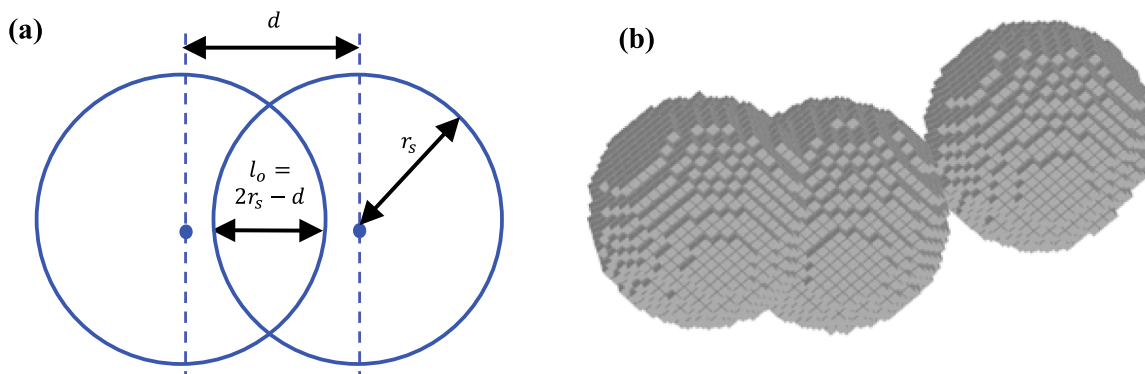 (a)
d
r_s
l_o =
2r_s − d
(b)